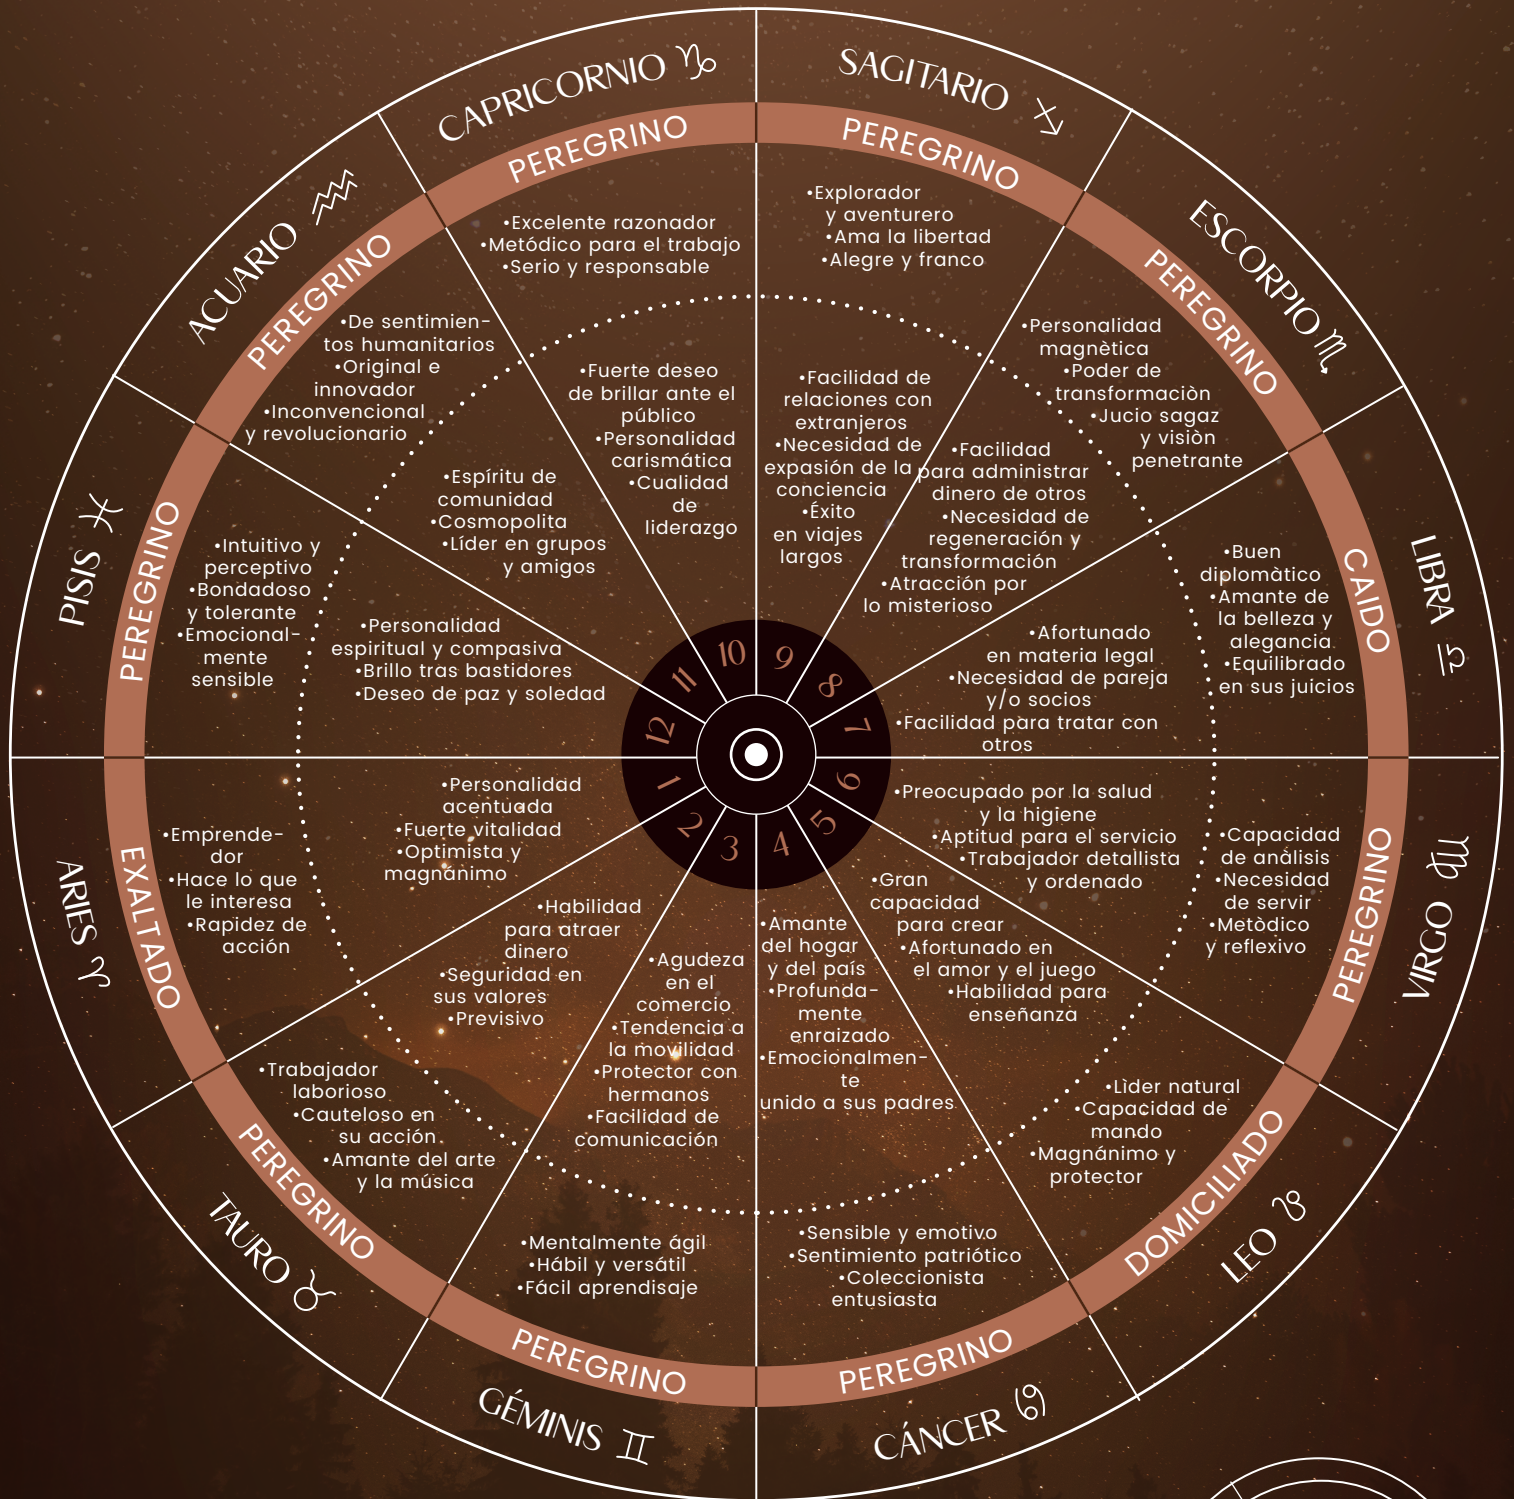 CAPRICORNIO
PEREGRINO
•Excelente razonador
•Metódico para el trabajo
•Serio y responsable
•Fuerte deseo
de brillar ante el
público
•Personalidad
carismática
•Cualidad
de
liderazgo
10
SAGITARIO
PEREGRINO
•Explorador
y aventurero
•Ama la libertad
•Alegre y franco
•Facilidad de
relaciones con
extranjeros
•Necesidad de
expasión de la
conciencia
•Éxito
en viajes
largos
9
ESCORPIO
PEREGRINO
•Personalidad
magnètica
•Poder de
transformaciòn
•Jucio sagaz
y visiòn
penetrante
•Facilidad
para administrar
dinero de otros
•Necesidad de
regeneración y
transformación
•Atracción por
lo misterioso
8
LIBRA
CAIDO
•Buen
diplomàtico
•Amante de
la belleza y
alegancia
•Equilibrado
en sus juicios
•Afortunado
en materia legal
•Necesidad de pareja
y/o socios
•Facilidad para tratar con
otros
7
VIRGO
PEREGRINO
•Capacidad
de anàlisis
•Necesidad
de servir
•Metòdico
y reflexivo
•Preocupado por la salud
y la higiene
•Aptitud para el servicio
•Trabajador detallista
y ordenado
6
LEO
DOMICILIADO
•Lìder natural
•Capacidad de
mando
•Magnánimo y
protector
•Gran
capacidad
para crear
•Afortunado en
el amor y el juego
•Habilidad para
enseñanza
5
CÁNCER
PEREGRINO
•Sensible y emotivo
•Sentimiento patriótico
•Coleccionista
entusiasta
•Amante
del hogar
y del país
•Profunda-
mente
enraizado
•Emocionalmen-
te
unido a sus padres
4
GÉMINIS
PEREGRINO
•Mentalmente ágil
•Hábil y versátil
•Fácil aprendisaje
•Agudeza
en el
comercio
•Tendencia a
la movilidad
•Protector con
hermanos
•Facilidad de
comunicación
3
TAURO
PEREGRINO
•Trabajador
laborioso
•Cauteloso en
su acción
•Amante del arte
y la música
•Habilidad
para atraer
dinero
•Seguridad en
sus valores
•Previsivo
2
ARIES
EXALTADO
•Emprende-
dor
•Hace lo que
le interesa
•Rapidez de
acción
•Personalidad
acentuada
•Fuerte vitalidad
•Optimista y
magnánimo
1
PISIS
PEREGRINO
•Intuitivo y
perceptivo
•Bondadoso
y tolerante
•Emocional-
mente
sensible
•Personalidad
espiritual y compasiva
•Brillo tras bastidores
•Deseo de paz y soledad
12
ACUARIO
PEREGRINO
•De sentimien-
tos humanitarios
•Original e
innovador
•Inconvencional
y revolucionario
•Espíritu de
comunidad
•Cosmopolita
•Líder en grupos
y amigos
11